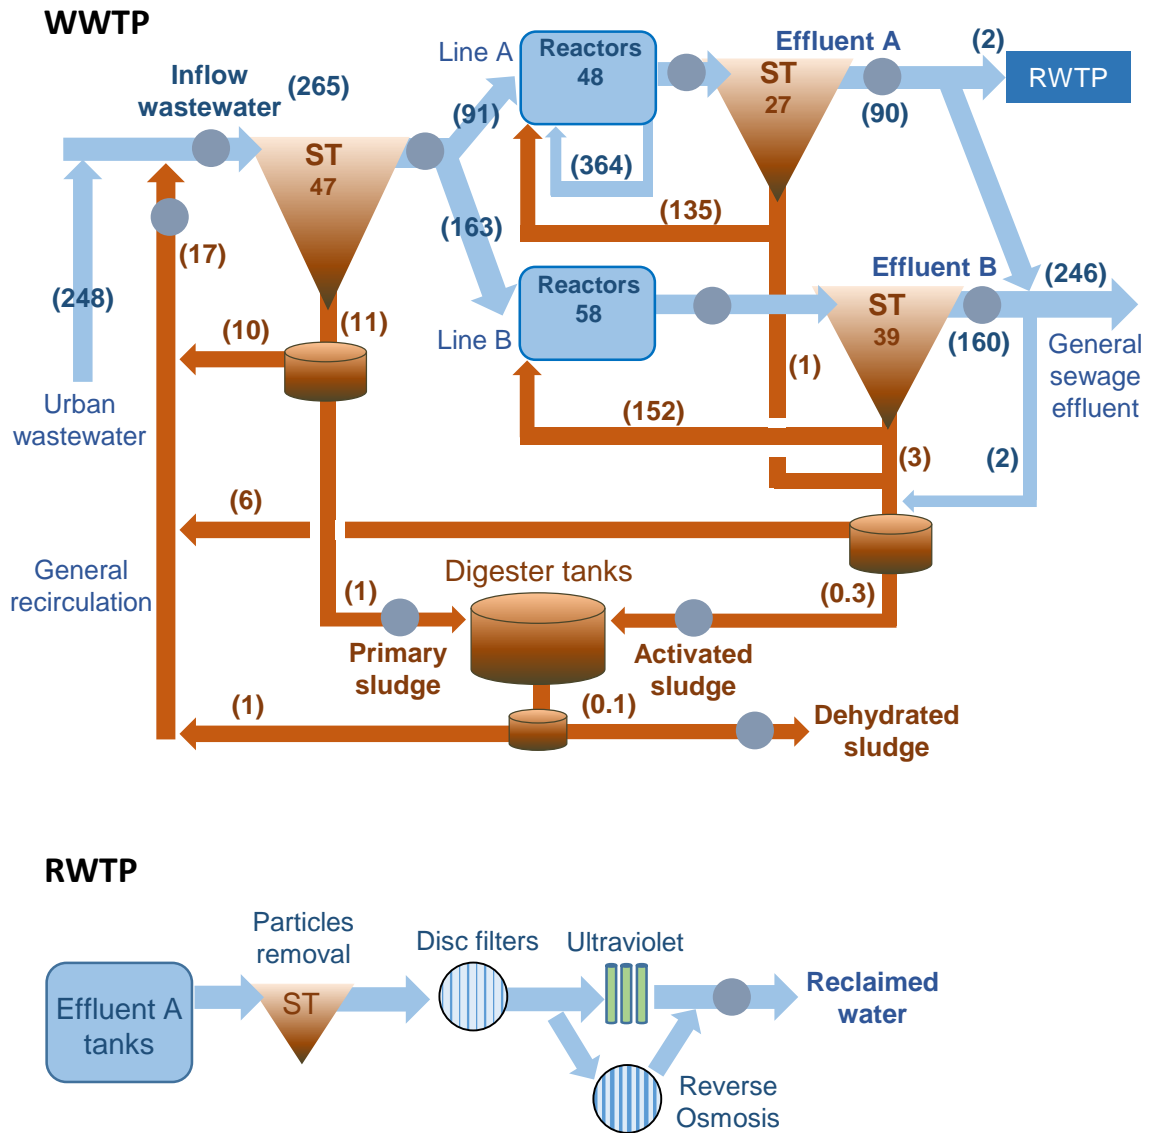 WWTP
Inflow
wastewater
(265)
Line A
Reactors
48
Effluent A
(2)
RWTP
ST
27
(90)
(91)
(364)
ST
47
(135)
(163)
(17)
(248)
Effluent B
(246)
Reactors
58
ST
39
(160)
Line B
General
sewage
effluent
(10)
(11)
(1)
Urban
wastewater
(152)
(3)
(2)
(6)
General
recirculation
Digester tanks
(1)
(0.3)
Primary
sludge
Activated
sludge
(1)
(0.1)
Dehydrated
sludge
RWTP
Particles
removal
Disc filters
Ultraviolet
Effluent A
tanks
ST
Reclaimed
water
Reverse
Osmosis